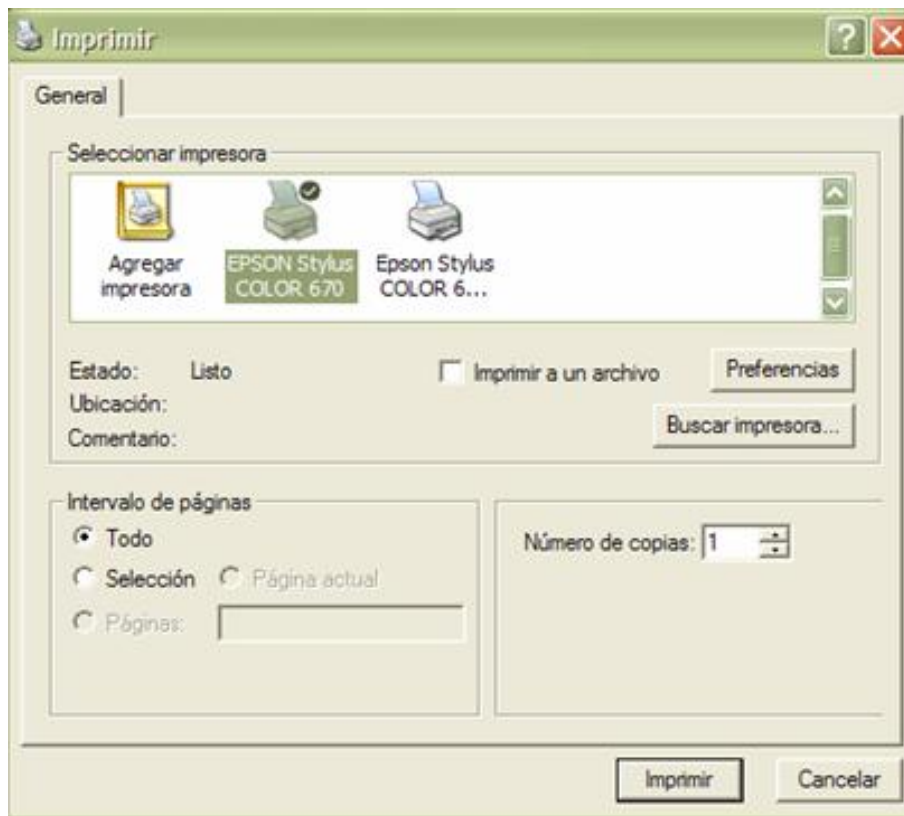 Imprimir
General
Seleccionar impresora
Agregar impresora
EPSON Stylus COLOR 670
Epson Stylus COLOR 6...
Estado: Listo
Imprimir a un archivo
Preferencias
Ubicación:
Buscar impresora...
Comentario:
Intervalo de páginas
Todo
Selección
Página actual
Páginas:
Número de copias: 1
Imprimir
Cancelar